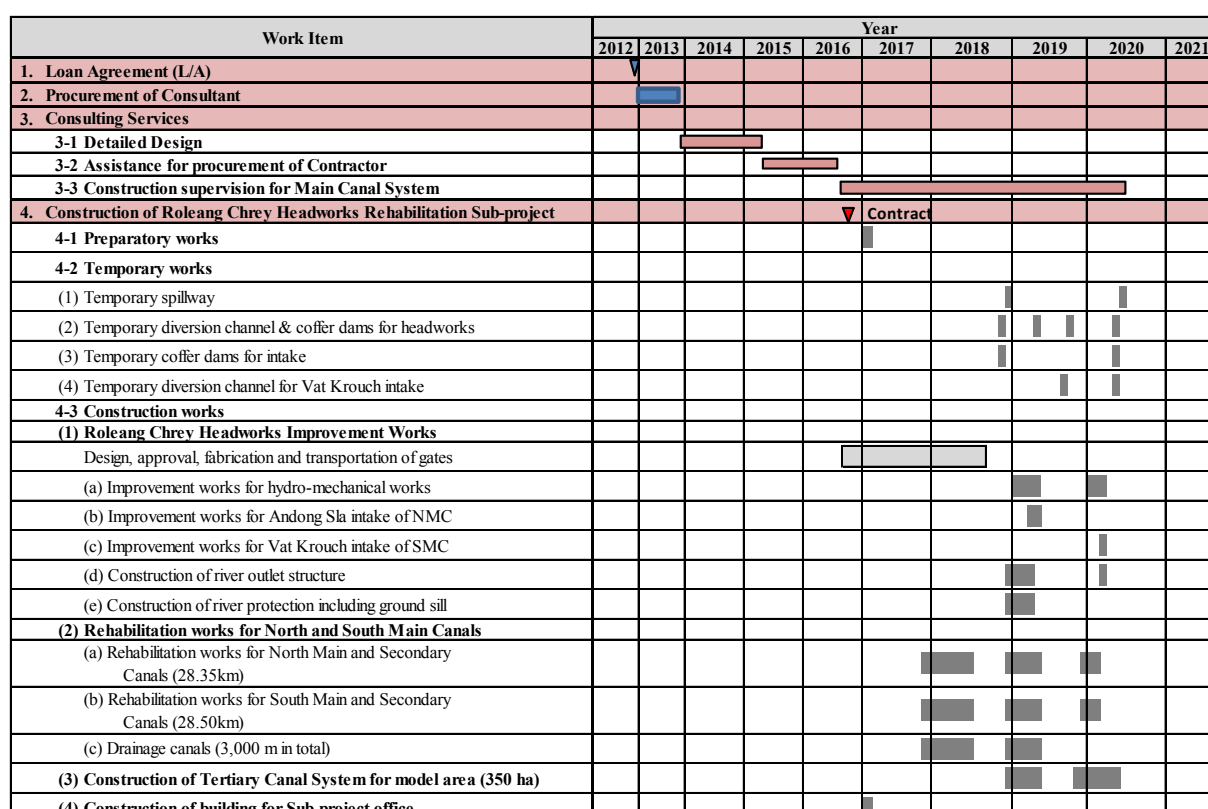 Work Item
Year
2012 2013 2014 2015 2016 2017 2018 2019 2020 2021
1. Loan Agreement (L/A)
2. Procurement of Consultant
3. Consulting Services
3-1 Detailed Design
3-2 Assistance for procurement of Contractor
3-3 Construction supervision for Main Canal System
4. Construction of Roleang Chrey Headworks Rehabilitation Sub-project
Contract
4-1 Preparatory works
4-2 Temporary works
(1) Temporary spillway
(2) Temporary diversion channel & coffer dams for headworks
(3) Temporary coffer dams for intake
(4) Temporary diversion channel for Vat Krouch intake
4-3 Construction works
(1) Roleang Chrey Headworks Improvement Works
Design, approval, fabrication and transportation of gates
(a) Improvement works for hydro-mechanical works
(b) Improvement works for Andong Sla intake of NMC
(c) Improvement works for Vat Krouch intake of SMC
(d) Construction of river outlet structure
(e) Construction of river protection including ground sill
(2) Rehabilitation works for North and South Main Canals
(a) Rehabilitation works for North Main and Secondary
Canals (28.35km)
(b) Rehabilitation works for South Main and Secondary
Canals (28.50km)
(c) Drainage canals (3,000 m in total)
(3) Construction of Tertiary Canal System for model area (350 ha)
(4) Construction of building for Sub-project office